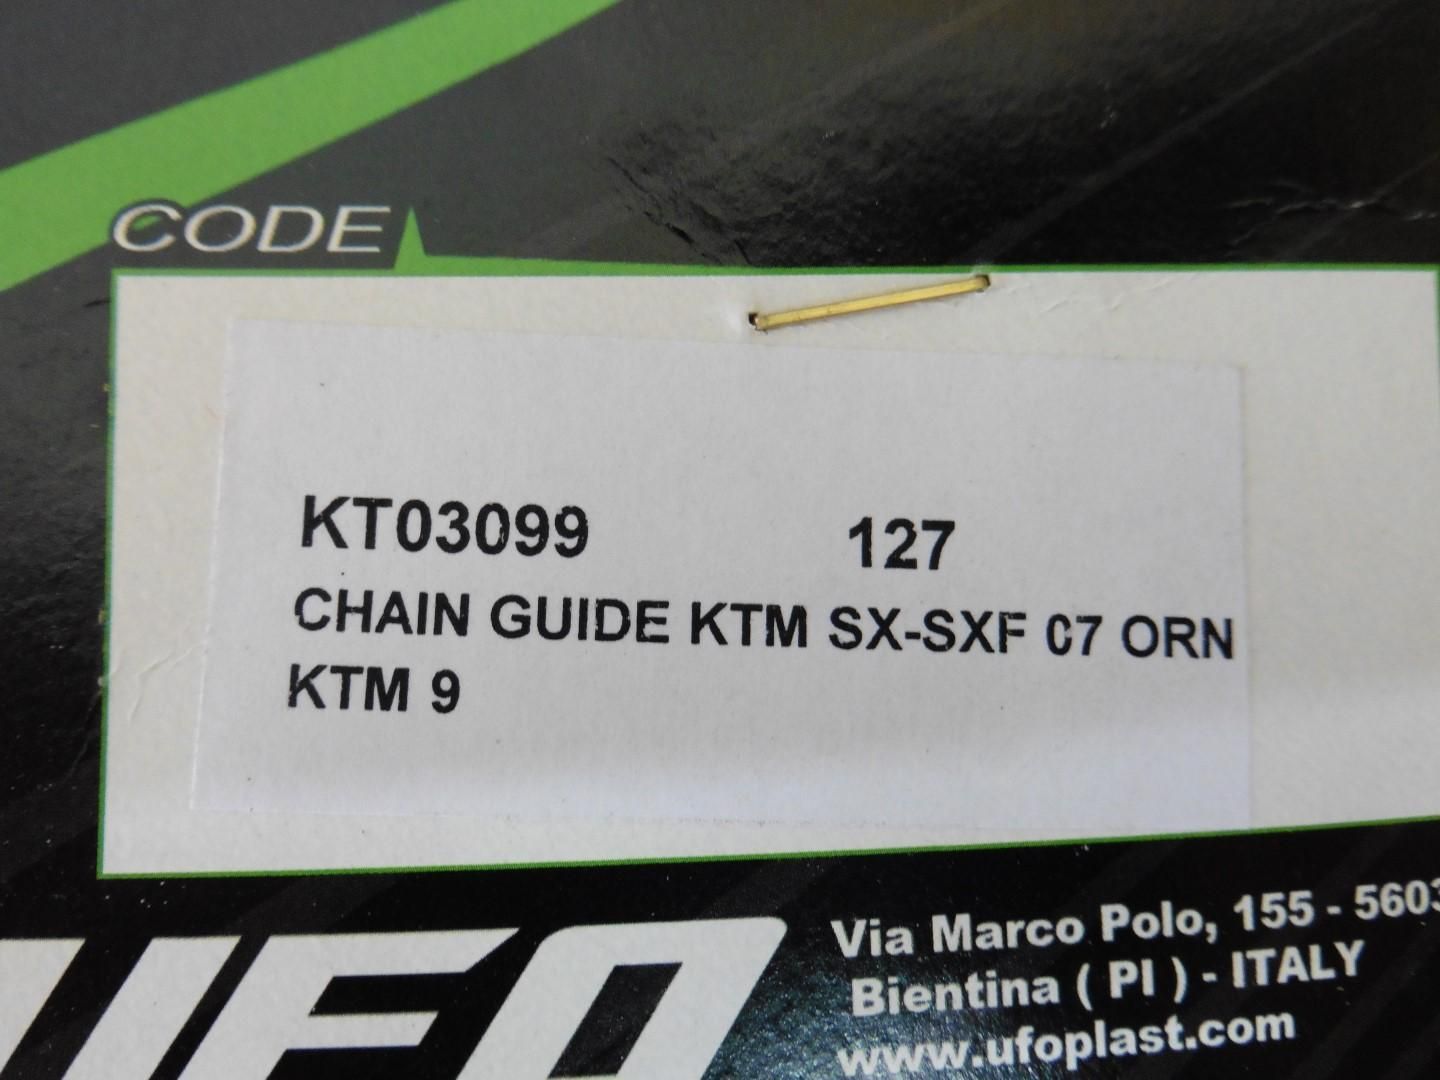 CODE
KT03099 127
CHAIN GUIDE KTM SX-SXF 07 ORN
KTM 9
UFO
Via Marco Polo, 155 - 5603
Bientina ( PI ) - ITALY
www.ufoplast.com